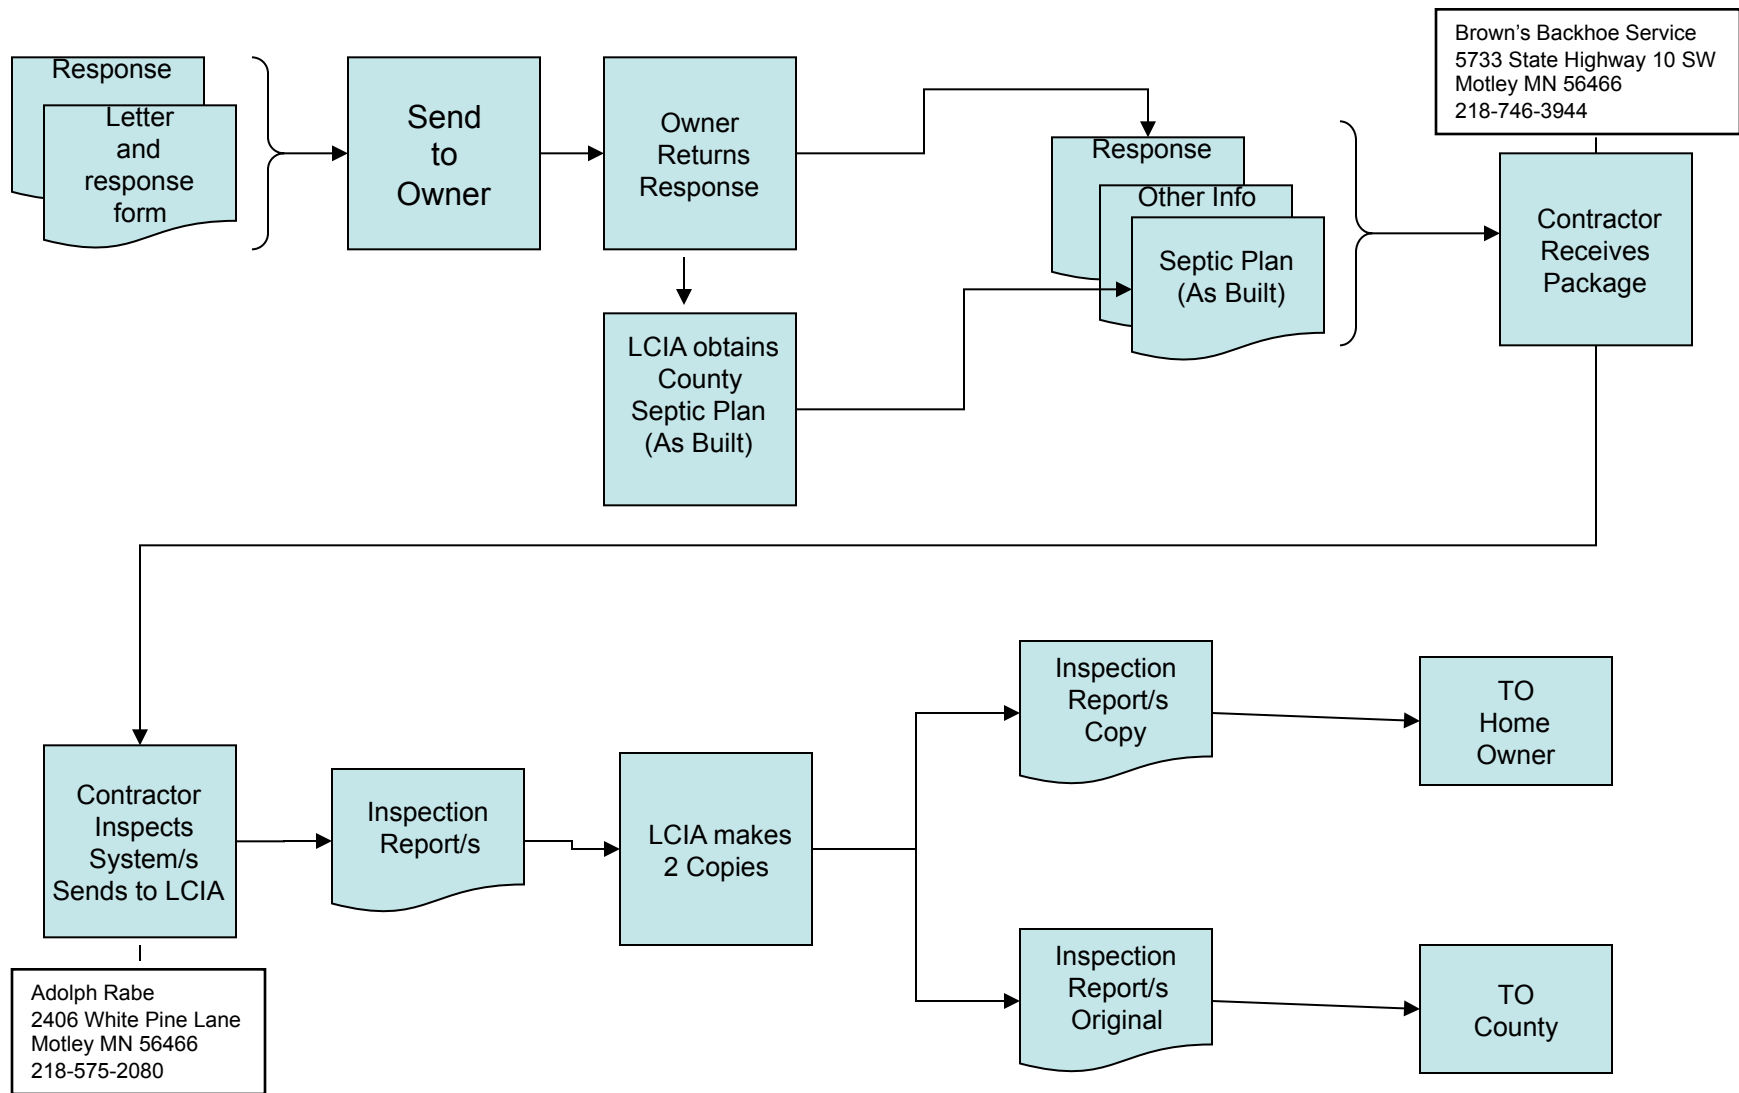 Response
Letter
and
response
form
Send
to
Owner
Owner
Returns
Response
LCIA obtains
County
Septic Plan
(As Built)
Response
Other Info
Septic Plan
(As Built)
Brown’s Backhoe Service
5733 State Highway 10 SW
Motley MN 56466
218-746-3944
Contractor
Receives
Package
Contractor
Inspects
System/s
Sends to LCIA
Adolph Rabe
2406 White Pine Lane
Motley MN 56466
218-575-2080
Inspection
Report/s
LCIA makes
2 Copies
Inspection
Report/s
Copy
TO
Home
Owner
Inspection
Report/s
Original
TO
County